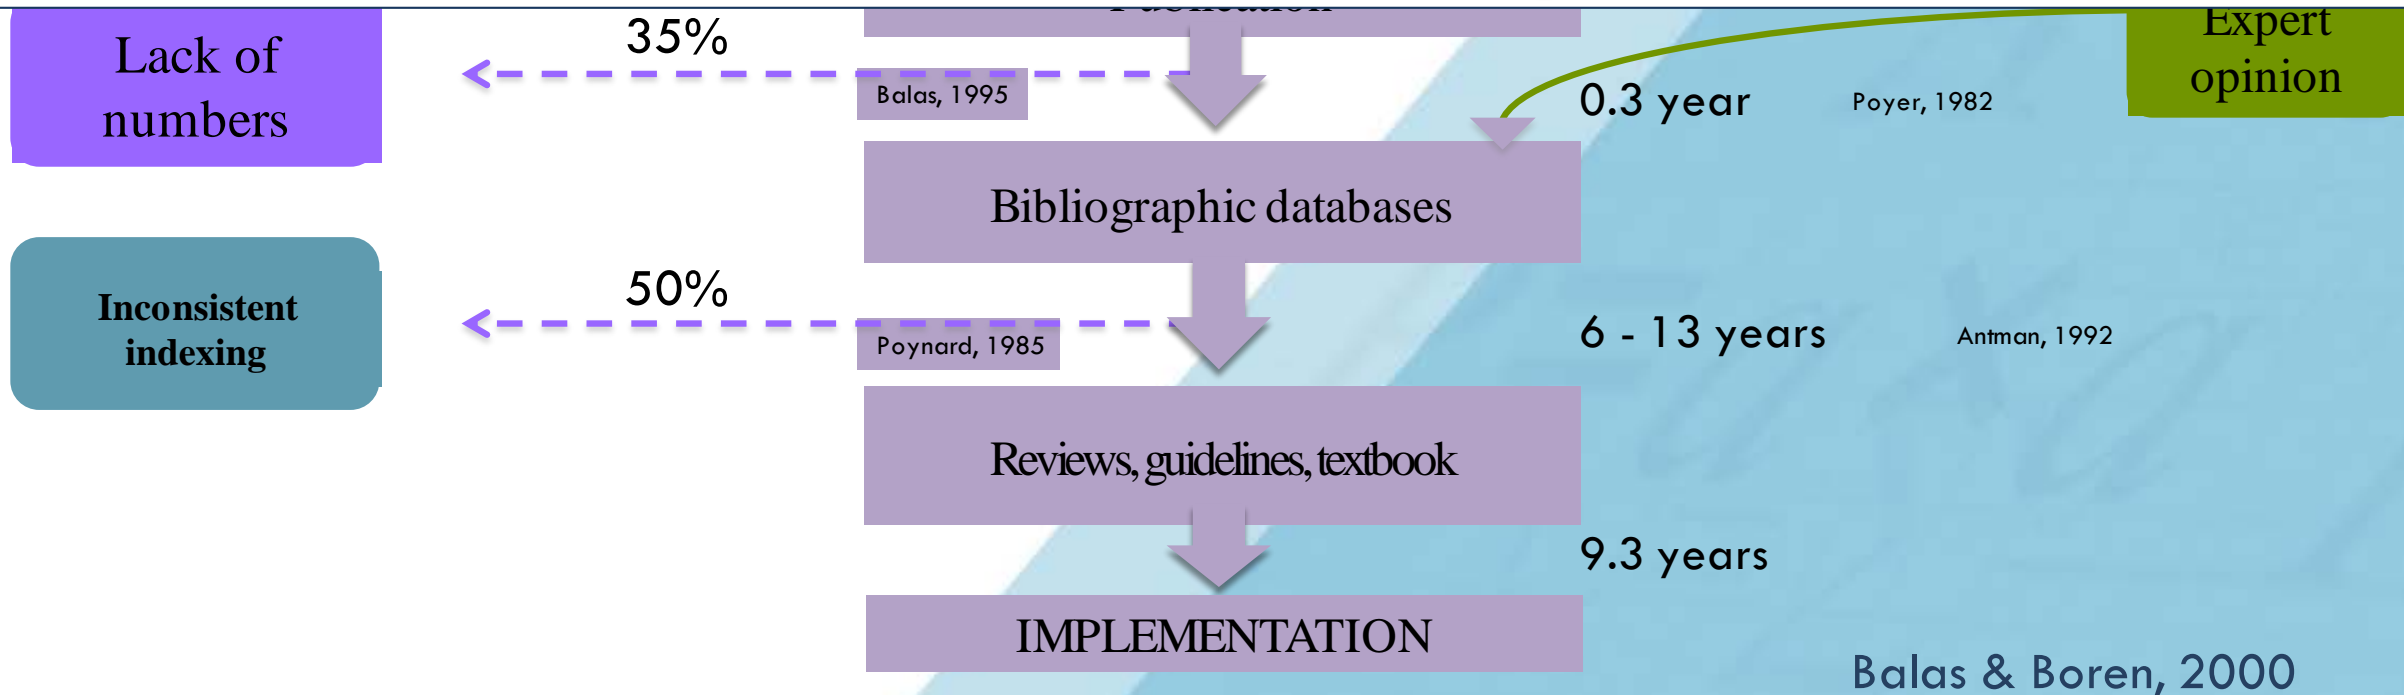 Publication
Expert
opinion
Lack of
numbers
35%
Balas, 1995
0.3 year
Poyer, 1982
Bibliographic databases
Inconsistent
indexing
50%
Poynard, 1985
6 - 13 years
Antman, 1992
Reviews, guidelines, textbook
9.3 years
IMPLEMENTATION
Balas & Boren, 2000